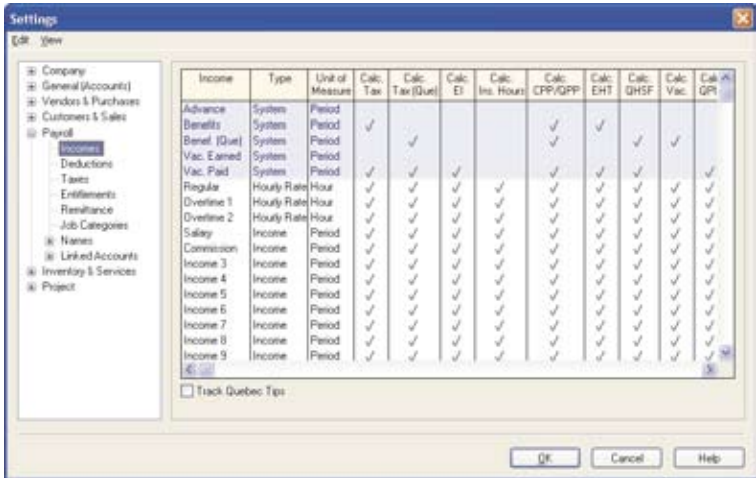 Settings
Edit View
Company
General (Accounts)
Vendors & Purchases
Customers & Sales
Payroll
Incomes
Deductions
Taxes
Entitlements
Remittance
Job Categories
Names
Linked Accounts
Inventory & Services
Project
Income Type Unit of Measure Calc. Tax Calc. Tax (Que) Calc. EI Calc. Ins. Hours Calc. CPP/QPP Calc. EHT Calc. QHSF Calc. Vac.
Advance System Period
Benefits System Period ✓ ✓ ✓
Benef. (Que) System Period ✓ ✓ ✓ ✓
Vac. Earned System Period
Vac. Paid System Period ✓ ✓ ✓ ✓ ✓ ✓ ✓
Regular Hourly Rate Hour ✓ ✓ ✓ ✓ ✓ ✓ ✓ ✓ ✓
Overtime 1 Hourly Rate Hour ✓ ✓ ✓ ✓ ✓ ✓ ✓ ✓ ✓
Overtime 2 Hourly Rate Hour ✓ ✓ ✓ ✓ ✓ ✓ ✓ ✓ ✓
Salary Income Period ✓ ✓ ✓ ✓ ✓ ✓ ✓ ✓ ✓
Commission Income Period ✓ ✓ ✓ ✓ ✓ ✓ ✓ ✓ ✓
Income 3 Income Period ✓ ✓ ✓ ✓ ✓ ✓ ✓ ✓ ✓
Income 4 Income Period ✓ ✓ ✓ ✓ ✓ ✓ ✓ ✓ ✓
Income 5 Income Period ✓ ✓ ✓ ✓ ✓ ✓ ✓ ✓ ✓
Income 6 Income Period ✓ ✓ ✓ ✓ ✓ ✓ ✓ ✓ ✓
Income 7 Income Period ✓ ✓ ✓ ✓ ✓ ✓ ✓ ✓ ✓
Income 8 Income Period ✓ ✓ ✓ ✓ ✓ ✓ ✓ ✓ ✓
Income 9 Income Period ✓ ✓ ✓ ✓ ✓ ✓ ✓ ✓ ✓
Track Quebec Tips
OK Cancel Help